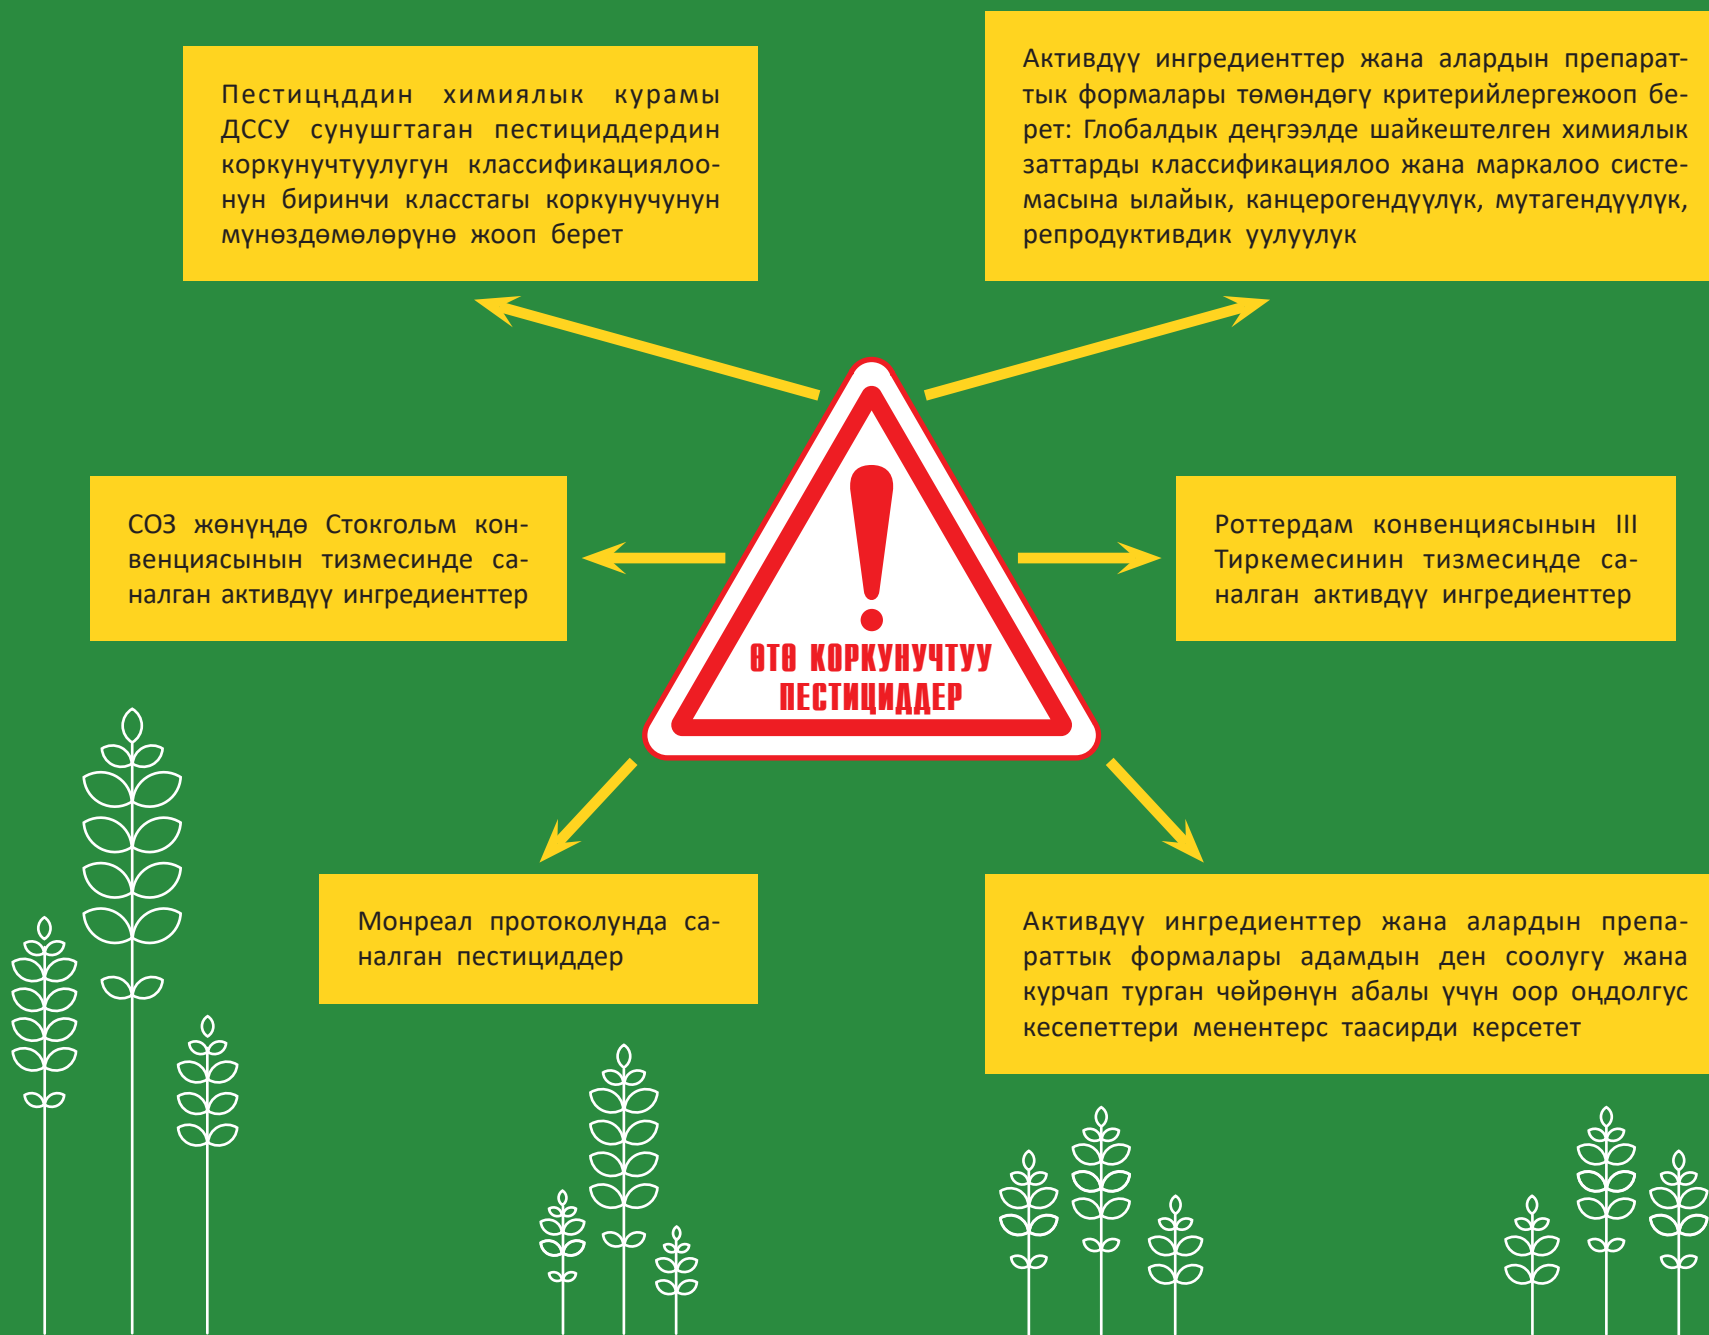 Пестицңддин химиялык курамы
ДССУ сунушгтаган пестициддердин
коркунучтуулугун классификациялоо-
нун биринчи класстагы коркунучунун
мүнөздөмөлөрүнө жооп берет
Активдүү ингредиенттер жана алардын препарат-
тык формалары төмөндөгү критерийлергежооп бе-
рет: Глобалдык деңгээлде шайкештелген химиялык
заттарды классификациялоо жана маркалоо систе-
масына ылайык, канцерогендүүлүк, мутагендүүлүк,
репродуктивдик уулуулук
СОЗ жөнүңдө Стокгольм кон-
венциясынын тизмесинде са-
налган активдүү ингредиенттер
Роттердам конвенциясынын III
Тиркемесинин тизмесиңде са-
налган активдүү ингредиенттер
ӨТӨ КОРКУНУЧТУУ
ПЕСТИЦИДДЕР
Монреал протоколунда са-
налган пестициддер
Активдүү ингредиенттер жана алардын препа-
раттык формалары адамдын ден соолугу жана
курчап турган чөйрөнүн абалы үчүн оор оңдолгус
кесепеттери менентерс таасирди керсетет